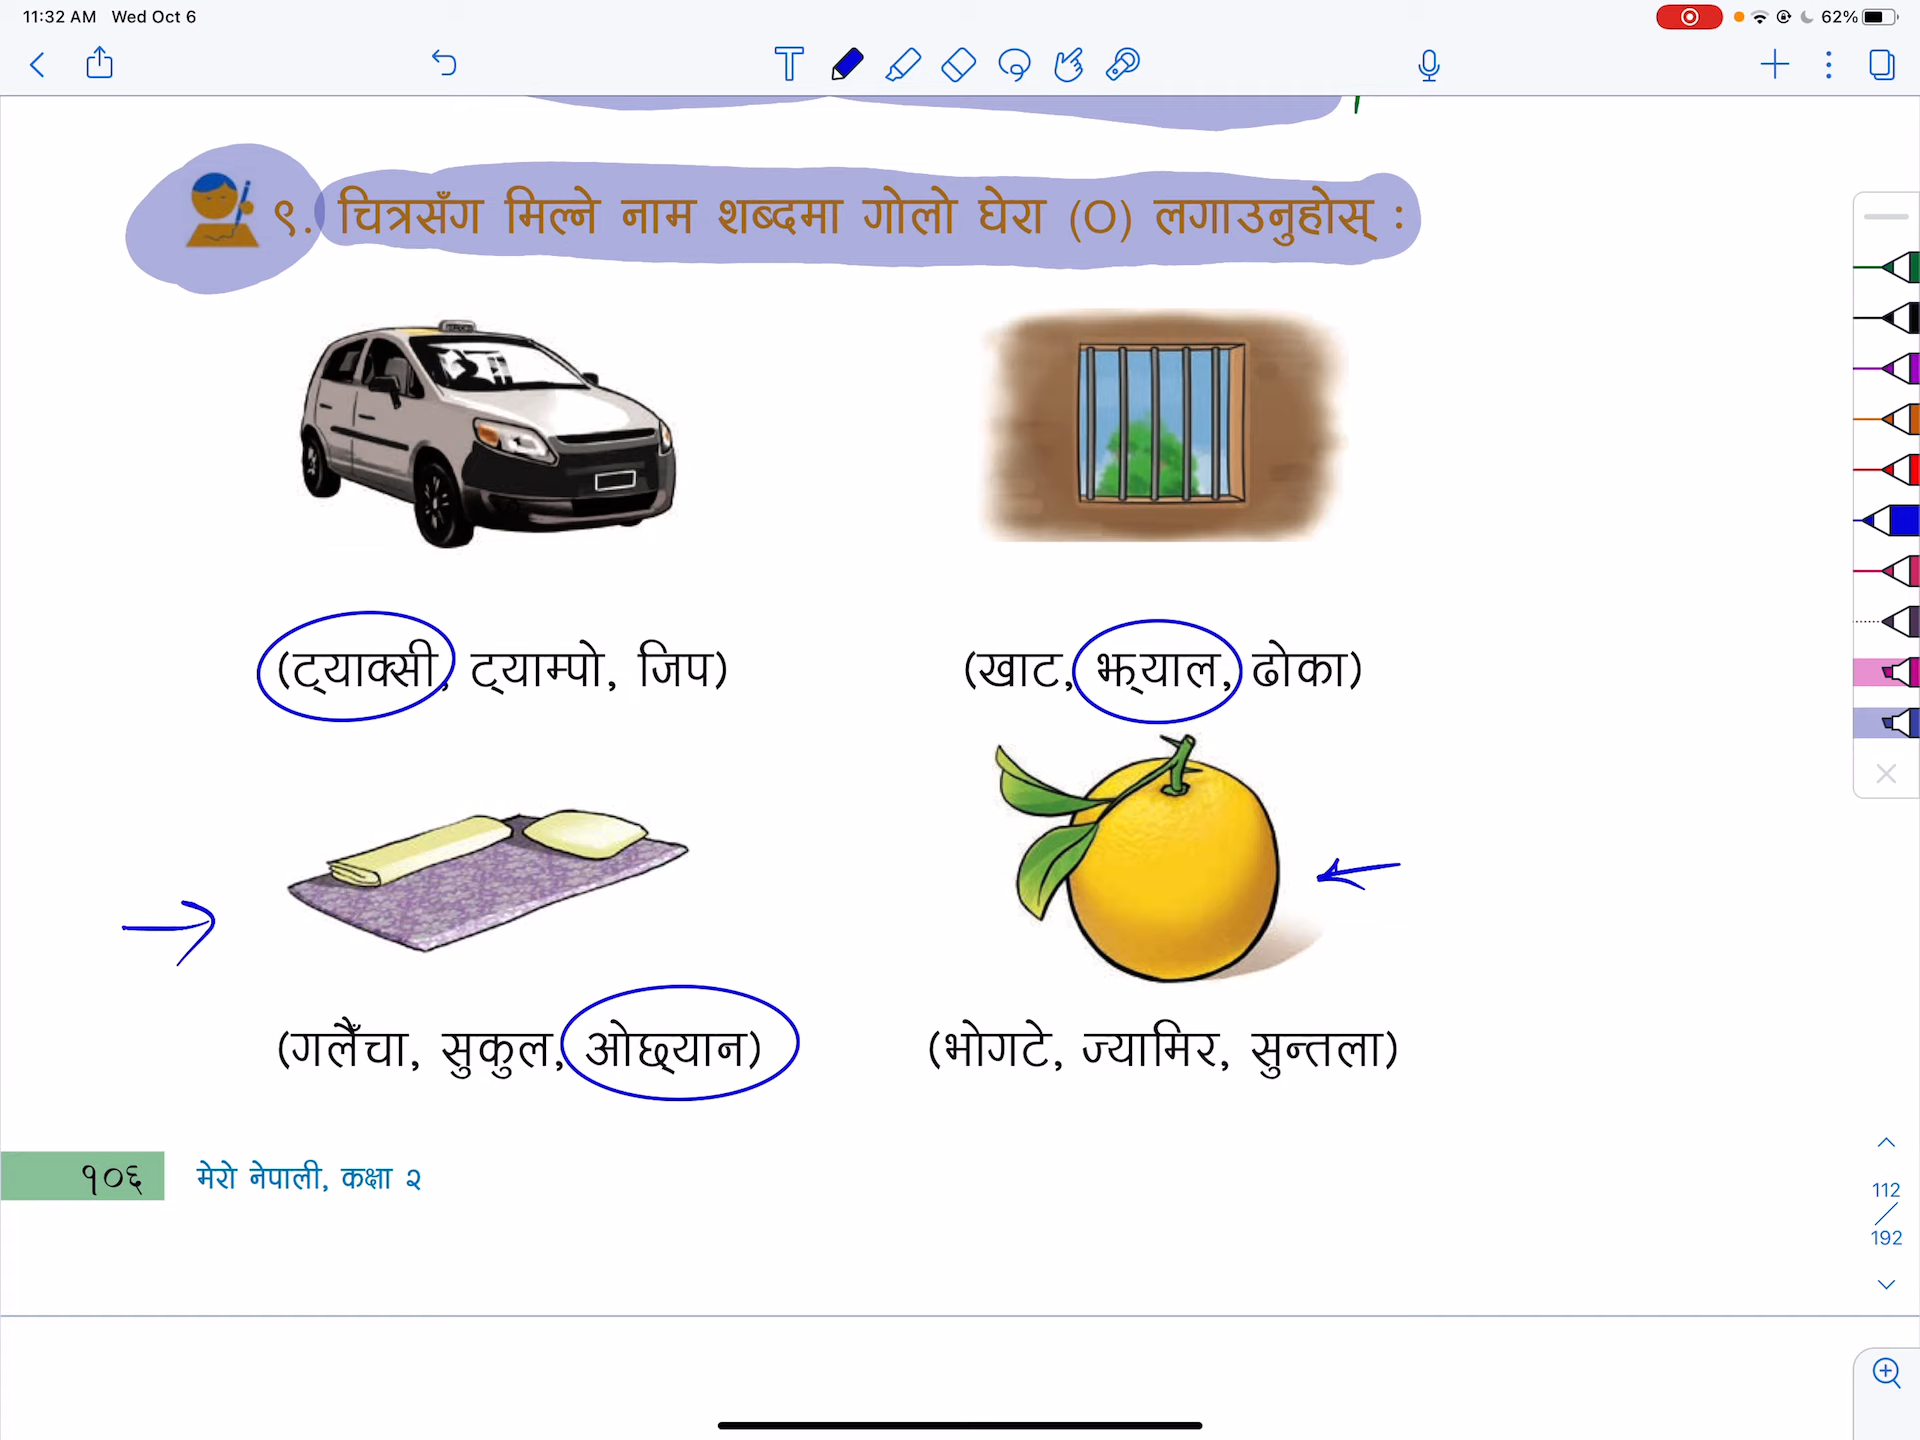 11:32 AM Wed Oct 6 62%
९. चित्रसँग मिल्ने नाम शब्दमा गोलो घेरा (O) लगाउनुहोस् :
(ट्याक्सी, ट्याम्पो, जिप) (खाट, झ्याल, ढोका)
(गलैँचा, सुकुल, ओछ्यान) (भोगटे, ज्यामिर, सुन्तला)
१०६ मेरो नेपाली, कक्षा २
112
/
192